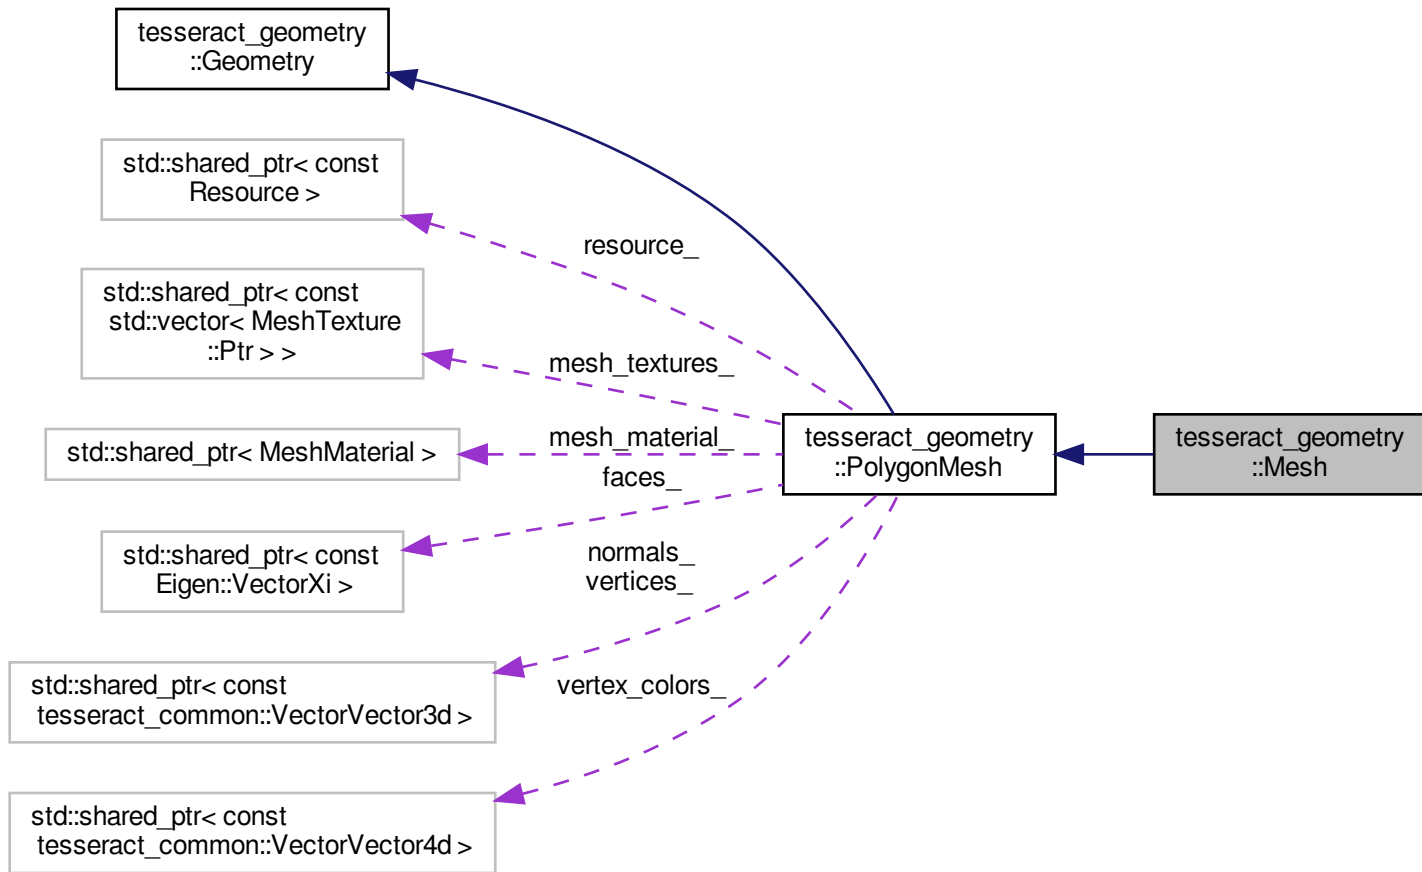 tesseract_geometry
::Geometry
std::shared_ptr< const
Resource >
resource_
std::shared_ptr< const
std::vector< MeshTexture
::Ptr > >
mesh_textures_
std::shared_ptr< MeshMaterial >
mesh_material_
faces_
tesseract_geometry
::PolygonMesh
tesseract_geometry
::Mesh
std::shared_ptr< const
Eigen::VectorXi >
normals_
vertices_
std::shared_ptr< const
tesseract_common::VectorVector3d >
vertex_colors_
std::shared_ptr< const
tesseract_common::VectorVector4d >